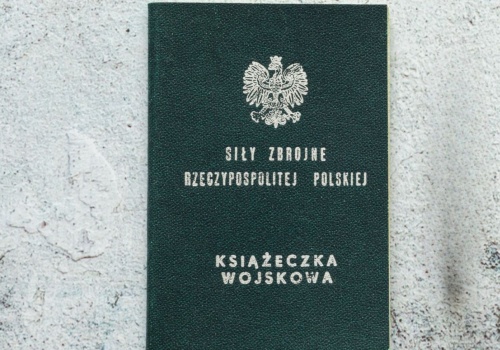 SIŁY ZBROJNE
RZECZYPOSPOLITEJ POLSKIEJ
KSIĄŻECZKA
WOJSKOWA